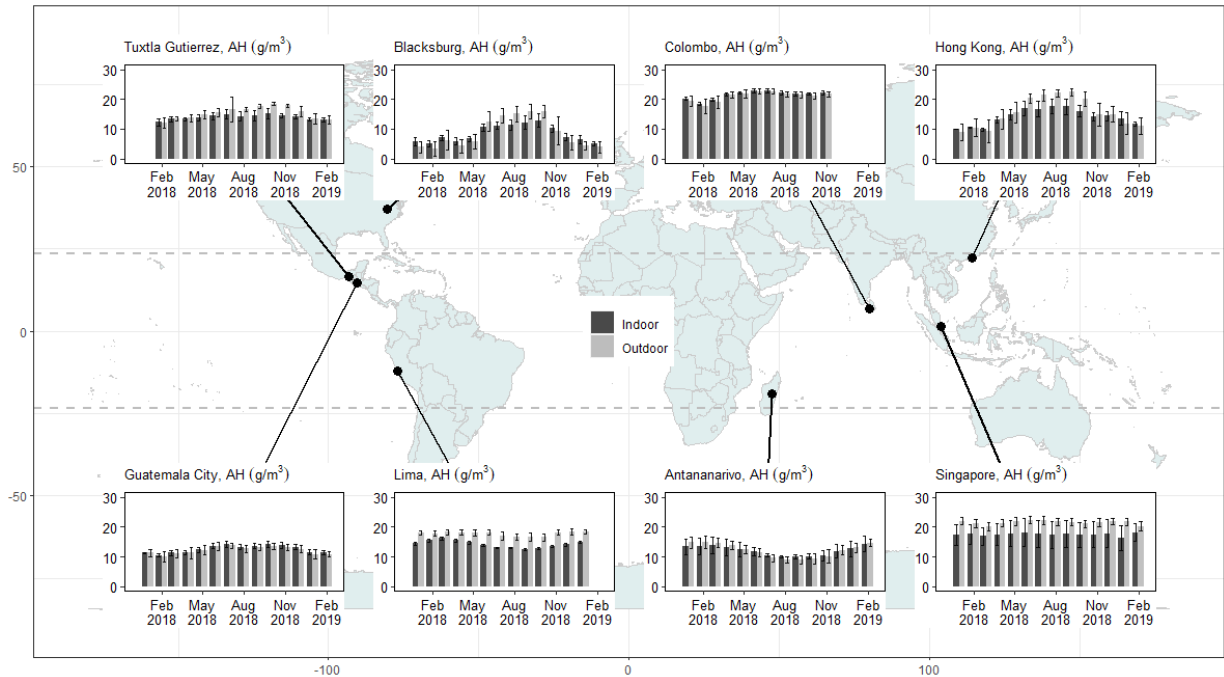 Tuxtla Gutierrez, AH (g/m³)
30
20
10
0
Feb 2018 May 2018 Aug 2018 Nov 2018 Feb 2019
Blacksburg, AH (g/m³)
30
20
10
0
Feb 2018 May 2018 Aug 2018 Nov 2018 Feb 2019
Colombo, AH (g/m³)
30
20
10
0
Feb 2018 May 2018 Aug 2018 Nov 2018 Feb 2019
Hong Kong, AH (g/m³)
30
20
10
0
Feb 2018 May 2018 Aug 2018 Nov 2018 Feb 2019
50
0
-50
Indoor
Outdoor
Guatemala City, AH (g/m³)
30
20
10
0
Feb 2018 May 2018 Aug 2018 Nov 2018 Feb 2019
Lima, AH (g/m³)
30
20
10
0
Feb 2018 May 2018 Aug 2018 Nov 2018 Feb 2019
Antananarivo, AH (g/m³)
30
20
10
0
Feb 2018 May 2018 Aug 2018 Nov 2018 Feb 2019
Singapore, AH (g/m³)
30
20
10
0
Feb 2018 May 2018 Aug 2018 Nov 2018 Feb 2019
-100
0
100